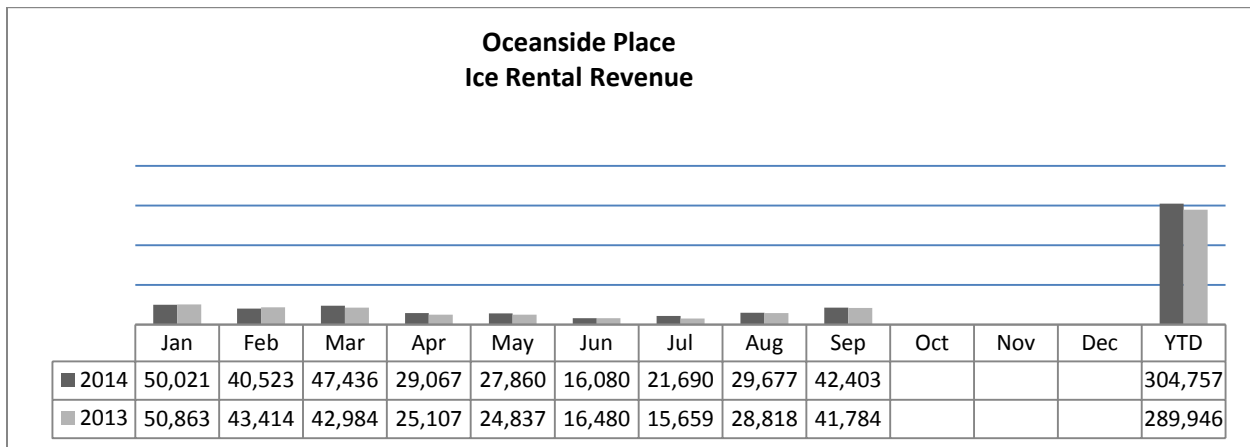 Oceanside Place
Ice Rental Revenue
Jan Feb Mar Apr May Jun Jul Aug Sep Oct Nov Dec YTD
2014 50,021 40,523 47,436 29,067 27,860 16,080 21,690 29,677 42,403 304,757
2013 50,863 43,414 42,984 25,107 24,837 16,480 15,659 28,818 41,784 289,946